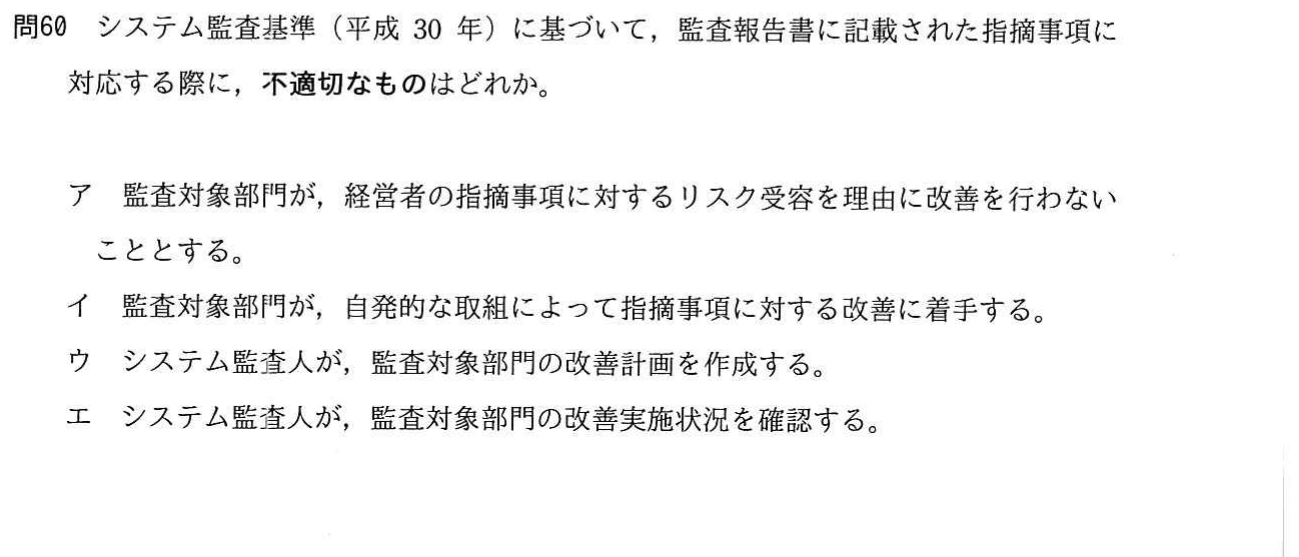 問60 システム監査基準（平成 30 年）に基づいて，監査報告書に記載された指摘事項に
対応する際に，不適切なものはどれか。
ア 監査対象部門が，経営者の指摘事項に対するリスク受容を理由に改善を行わない
こととする。
イ 監査対象部門が，自発的な取組によって指摘事項に対する改善に着手する。
ウ システム監査人が，監査対象部門の改善計画を作成する。
エ システム監査人が，監査対象部門の改善実施状況を確認する。